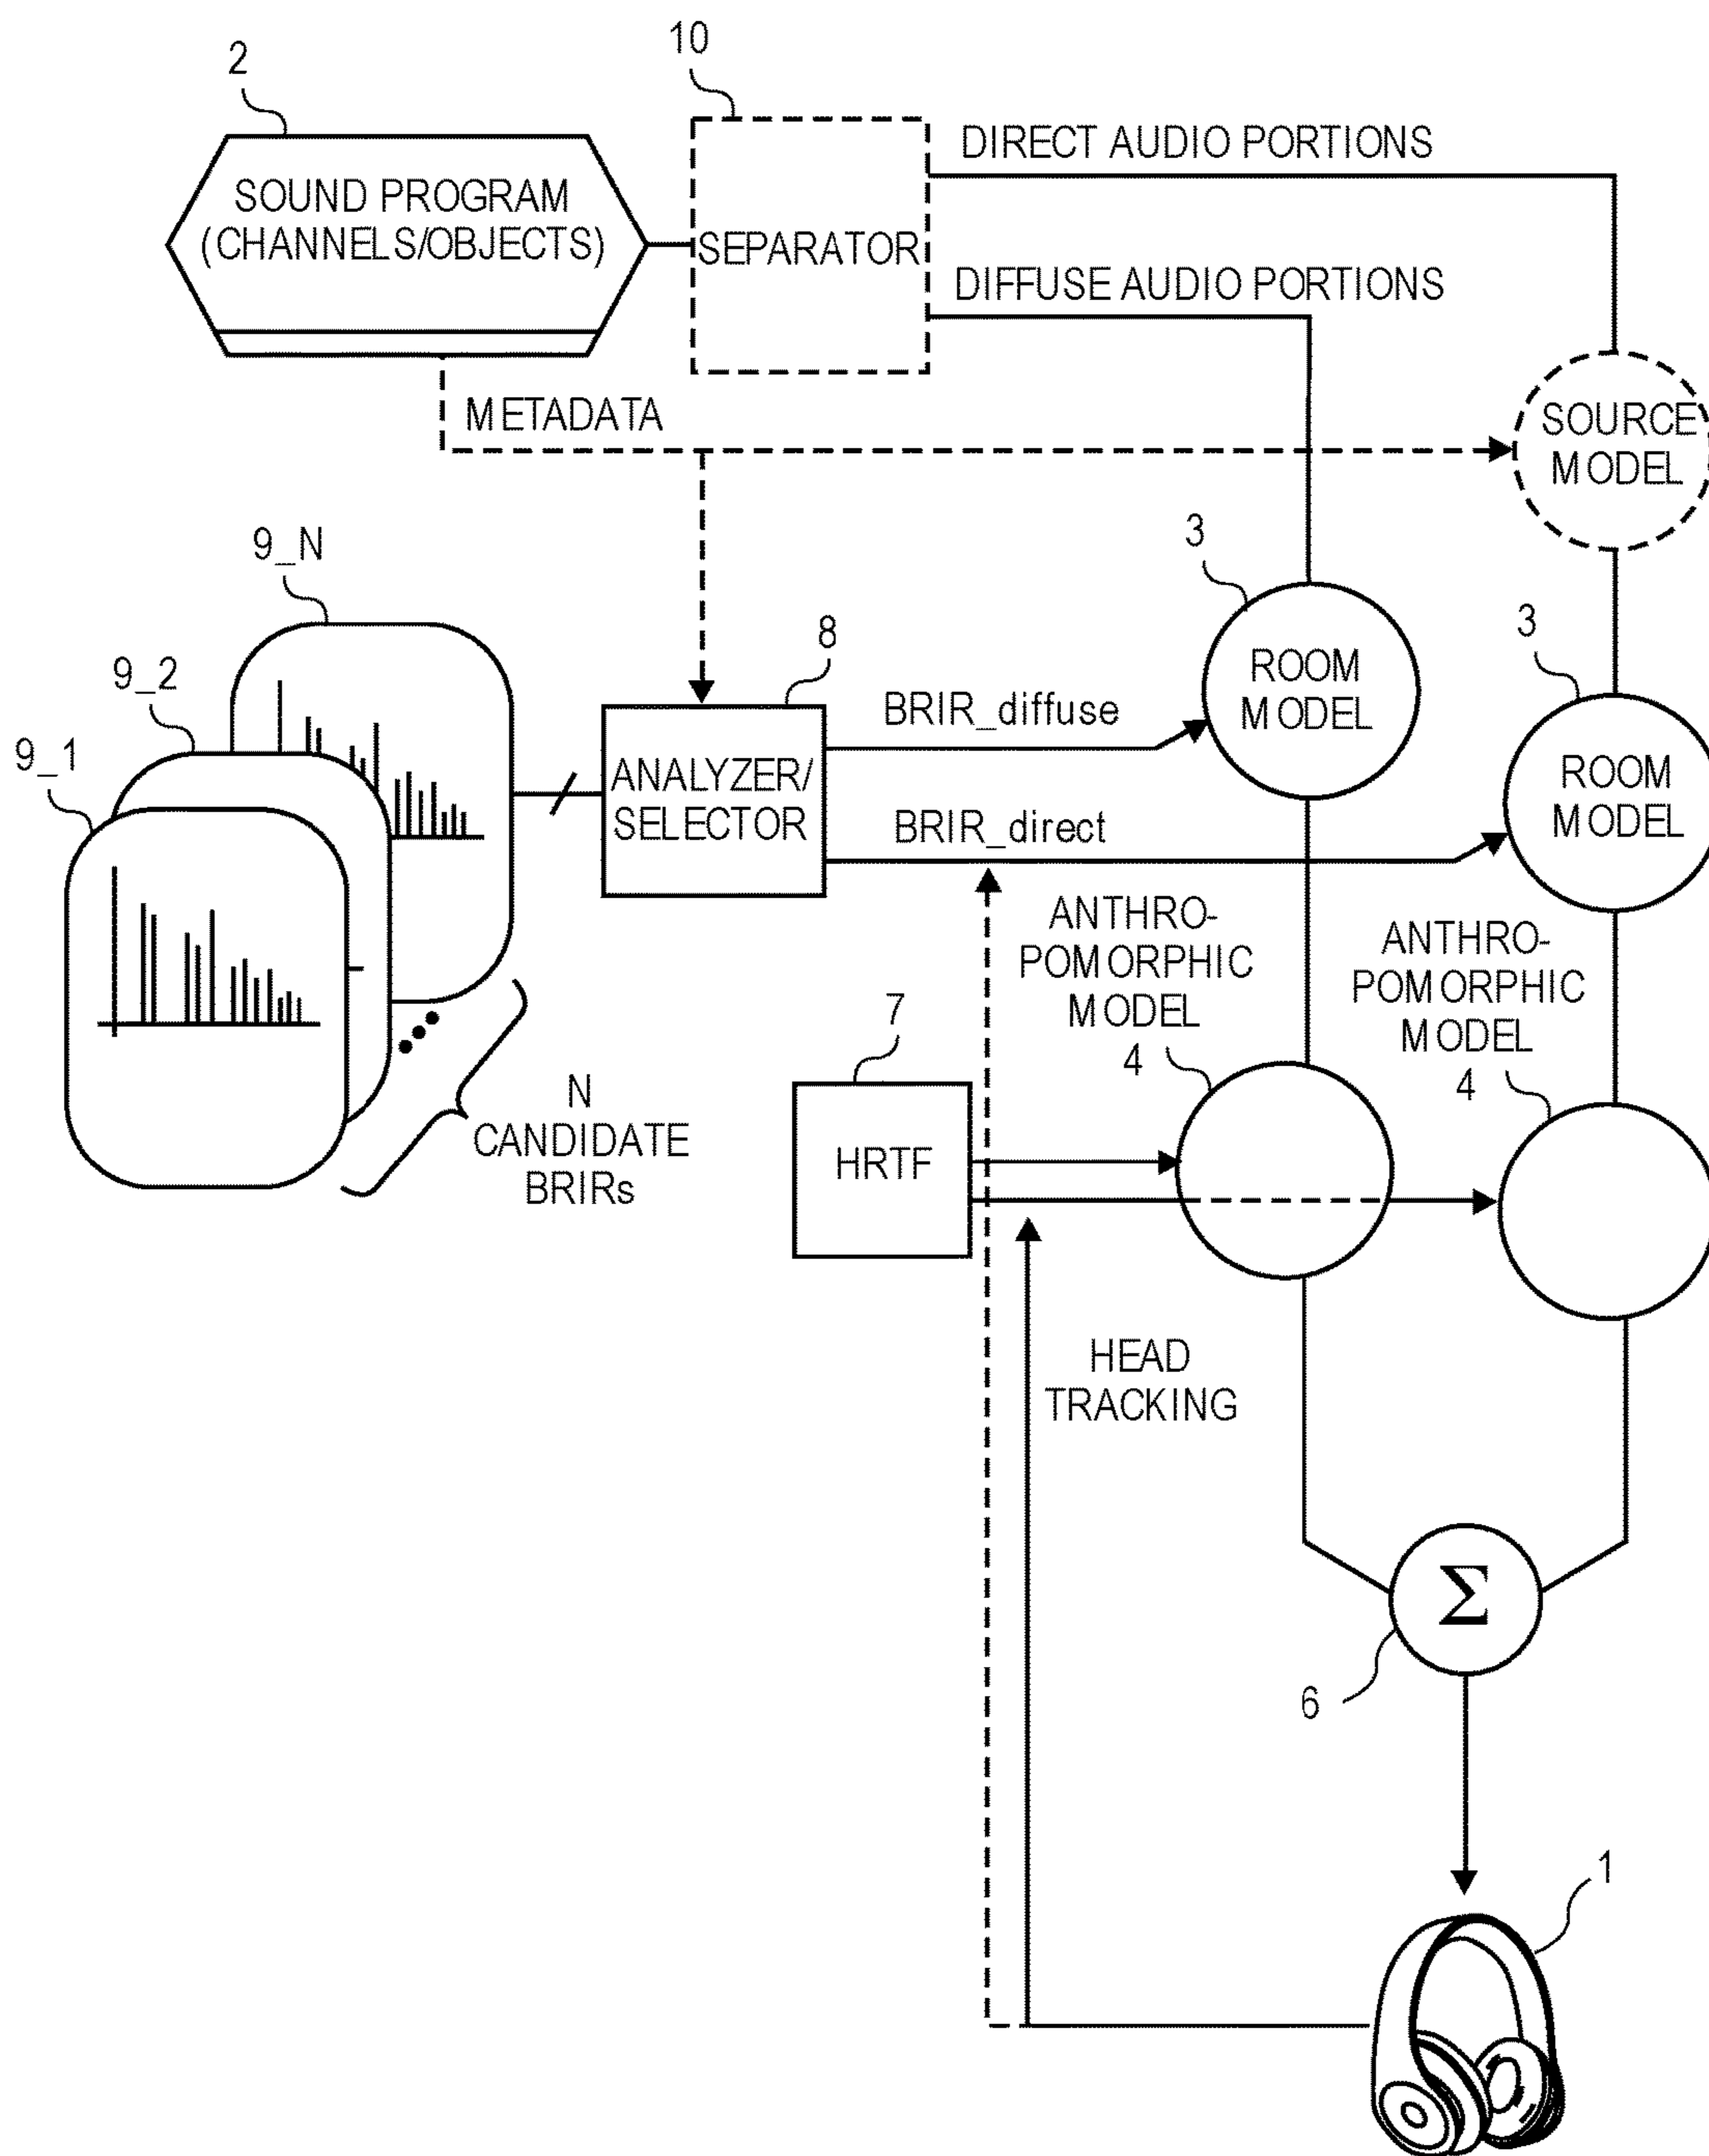 2
10
SOUND PROGRAM
(CHANNELS/OBJECTS)
SEPARATOR
DIRECT AUDIO PORTIONS
DIFFUSE AUDIO PORTIONS
METADATA
SOURCE
MODEL
9_N
9_2
9_1
8
3
3
ANALYZER/
SELECTOR
BRIR_diffuse
BRIR_direct
ROOM
MODEL
ROOM
MODEL
ANTHRO-
POMORPHIC
MODEL
4
ANTHRO-
POMORPHIC
MODEL
4
7
HRTF
N
CANDIDATE
BRIRs
HEAD
TRACKING
Σ
6
1